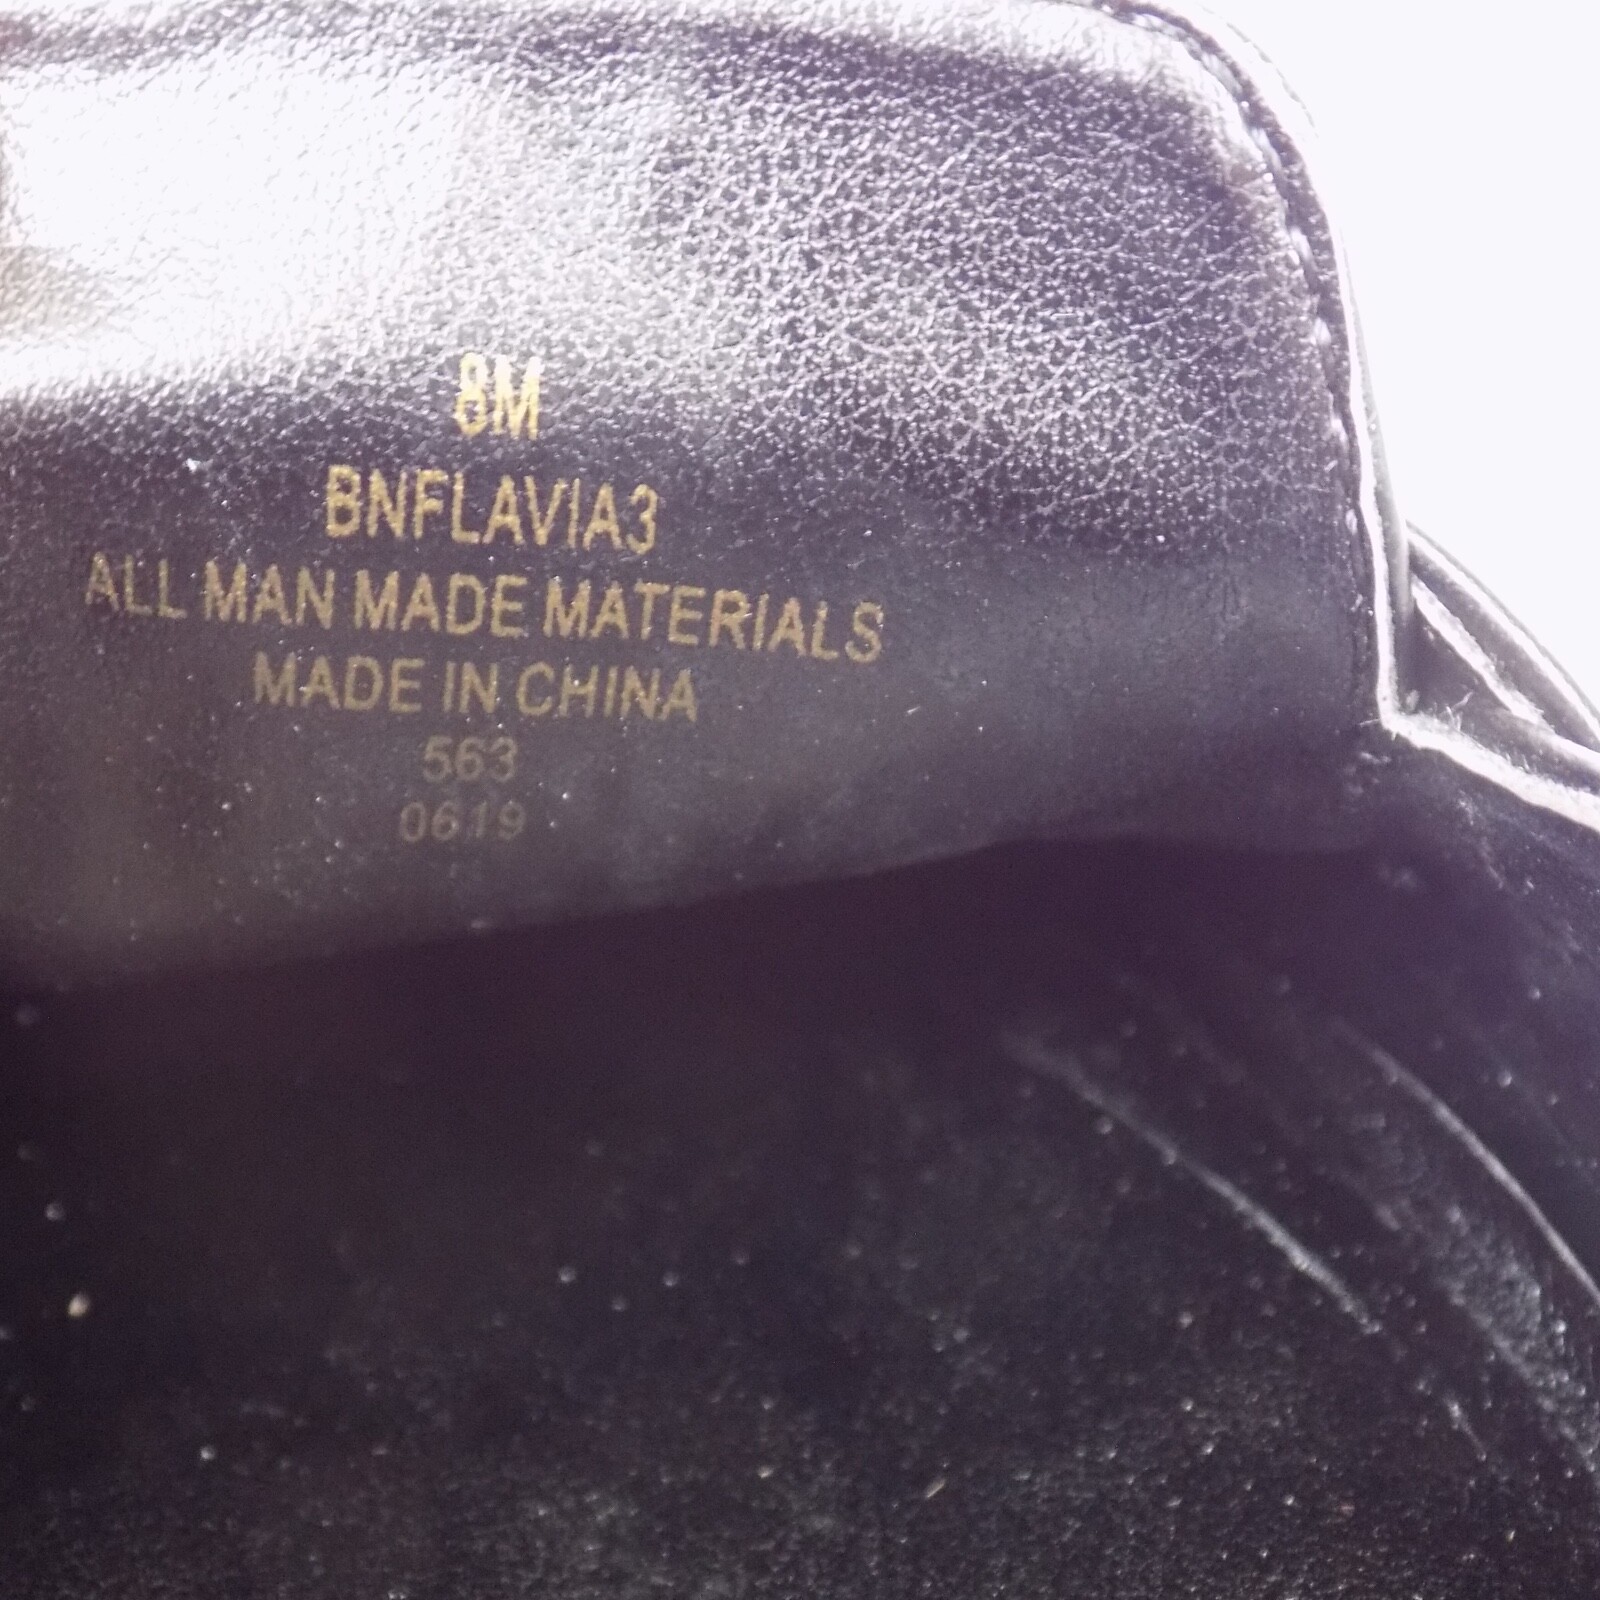 8M
BNFLAVIA3
ALL MAN MADE MATERIALS
MADE IN CHINA
563
0619